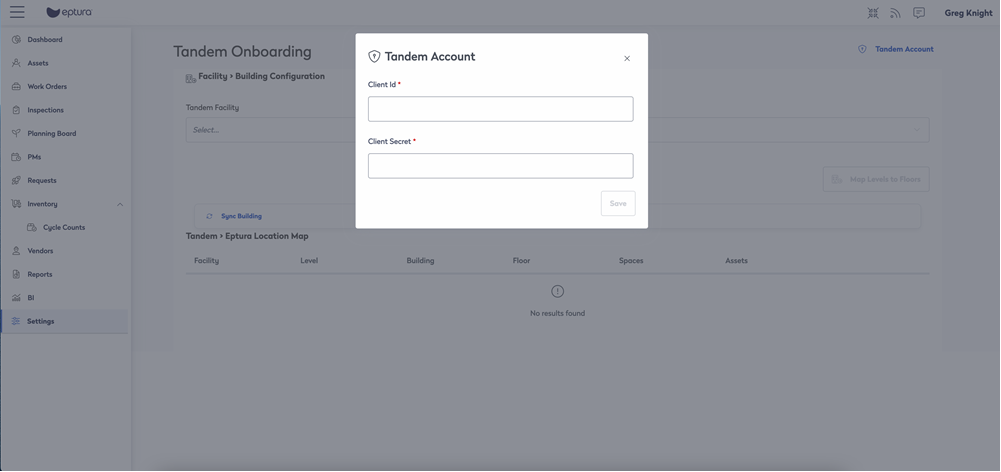 eptura
Greg Knight
Dashboard
Assets
Work Orders
Inspections
Planning Board
PMs
Requests
Inventory
Cycle Counts
Vendors
Reports
BI
Settings
Tandem Onboarding
Tandem Account
Facility > Building Configuration
Tandem Facility
Select...
Map Levels to Floors
Sync Building
Tandem > Eptura Location Map
Facility Level Building Floor Spaces Assets
No results found
Tandem Account
Client Id *
Client Secret *
Save